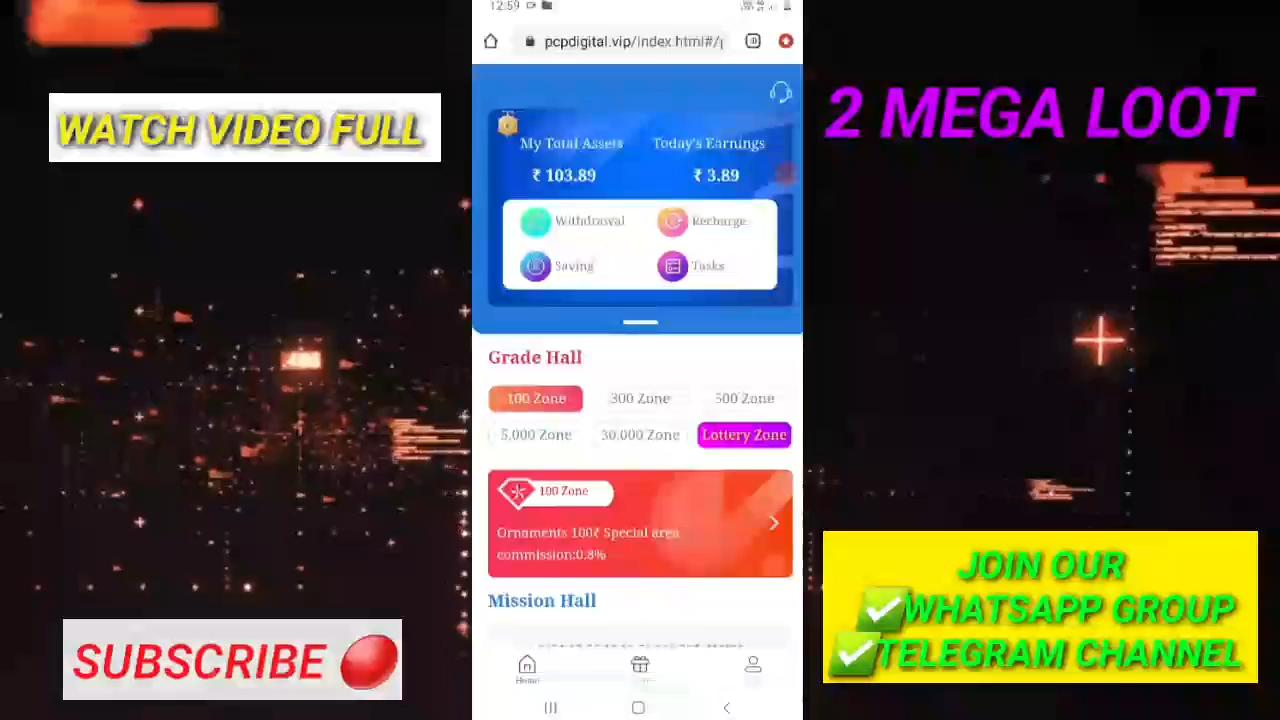 12:59
pcpdigital.vip/index.html#/
WATCH VIDEO FULL
2 MEGA LOOT
My Total Assets Today's Earnings
₹ 103.89 ₹ 3.89
Withdrawal Recharge
Saving Tasks
Grade Hall
100 Zone 300 Zone 500 Zone
5,000 Zone 30,000 Zone Lottery Zone
100 Zone
Ornaments 100₹ Special area
commission:0.8%
Mission Hall
Home
SUBSCRIBE
JOIN OUR
✅WHATSAPP GROUP
✅TELEGRAM CHANNEL